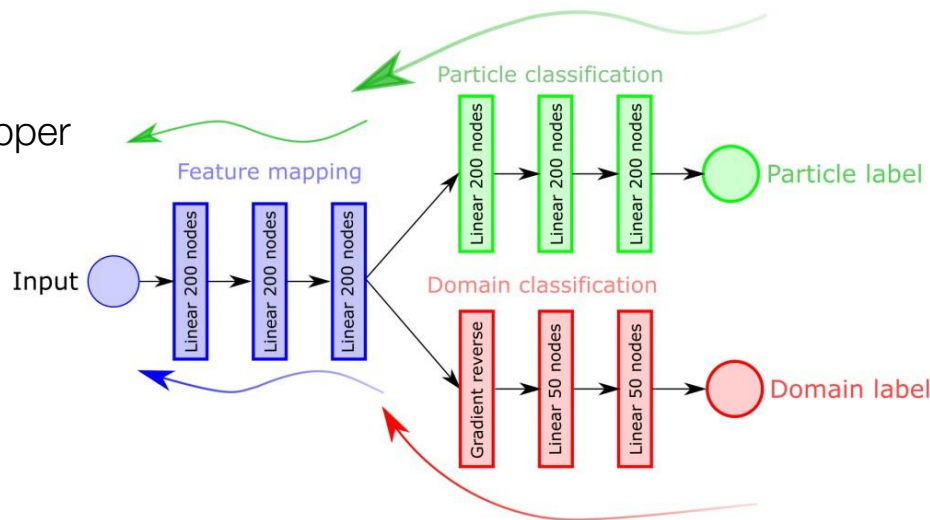 Particle classification
Feature mapping
Linear 200 nodes
Linear 200 nodes
Linear 200 nodes
Particle label
Input
Linear 200 nodes
Linear 200 nodes
Linear 200 nodes
Domain classification
Gradient reverse
Linear 50 nodes
Linear 50 nodes
Domain label